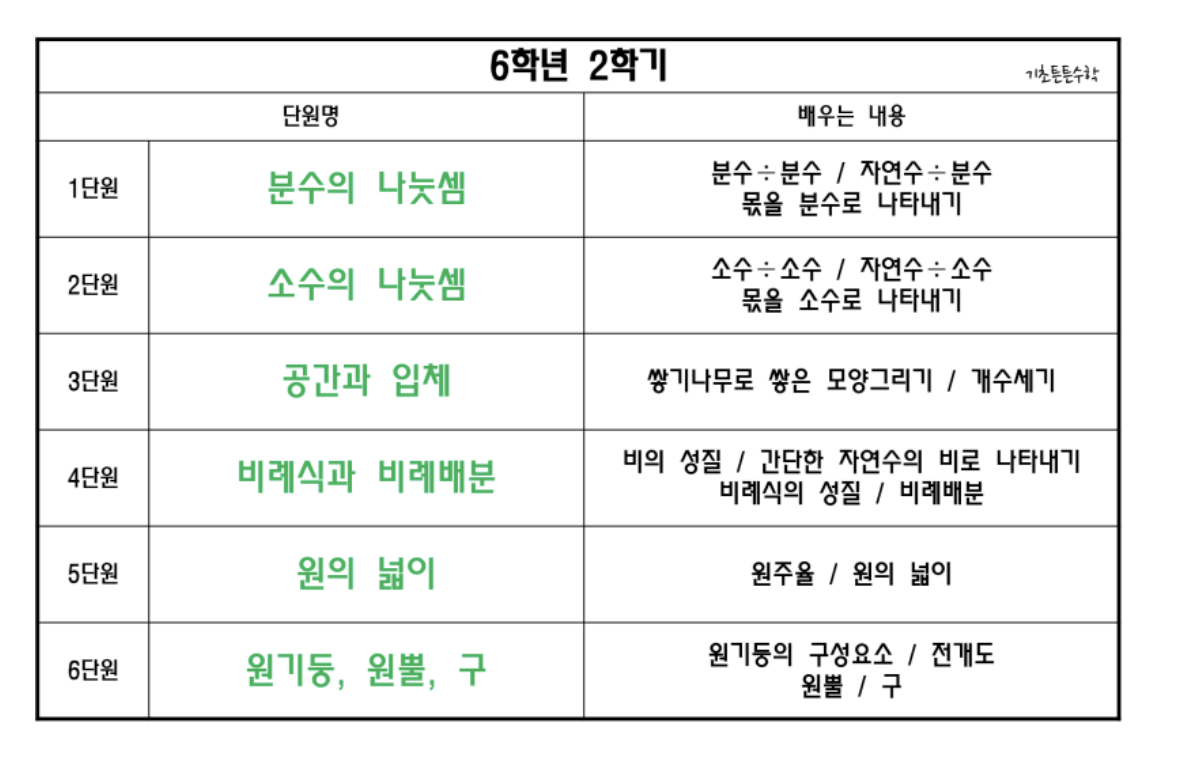 6학년 2학기
기초튼튼수학
단원명
배우는 내용
1단원
분수의 나눗셈
분수÷분수 / 자연수÷분수
몫을 분수로 나타내기
2단원
소수의 나눗셈
소수÷소수 / 자연수÷소수
몫을 소수로 나타내기
3단원
공간과 입체
쌓기나무로 쌓은 모양그리기 / 개수세기
4단원
비례식과 비례배분
비의 성질 / 간단한 자연수의 비로 나타내기
비례식의 성질 / 비례배분
5단원
원의 넓이
원주율 / 원의 넓이
6단원
원기둥, 원뿔, 구
원기둥의 구성요소 / 전개도
원뿔 / 구